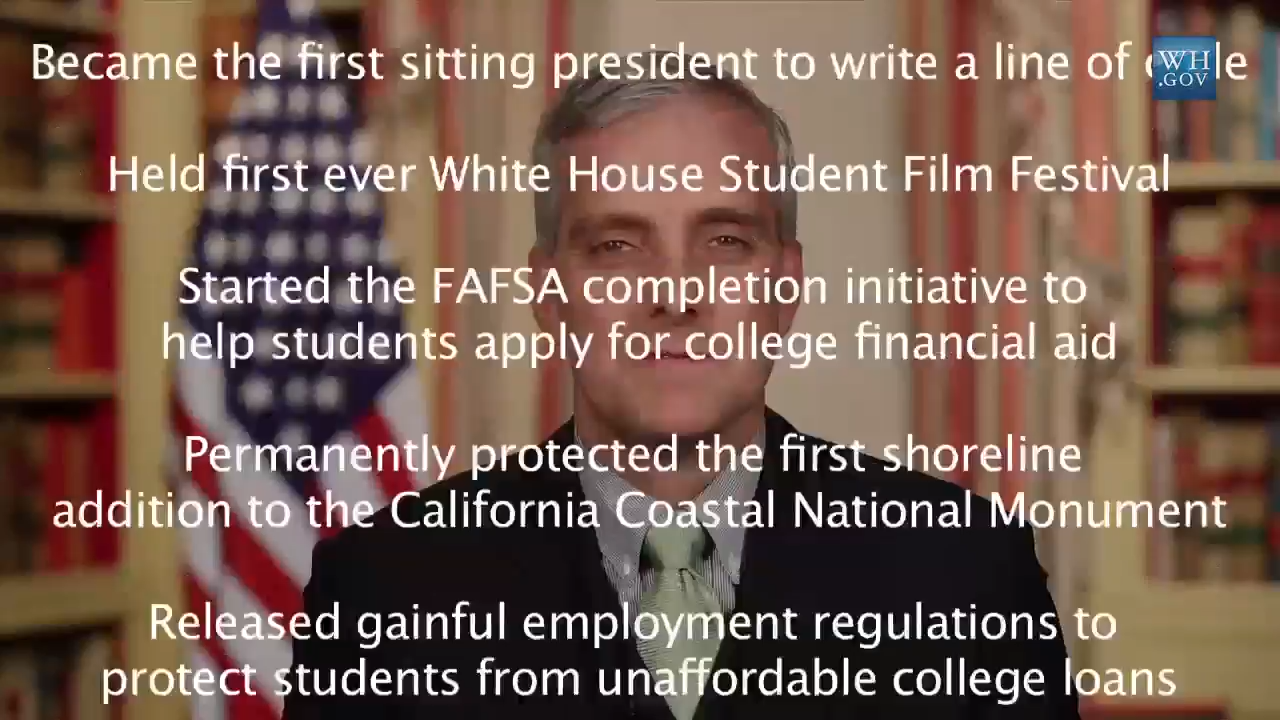 Became the first sitting president to write a line of
WH
.GOV
Held first ever White House Student Film Festival
Started the FAFSA completion initiative to
help students apply for college financial aid
Permanently protected the first shoreline
addition to the California Coastal National Monument
Released gainful employment regulations to
protect students from unaffordable college loans